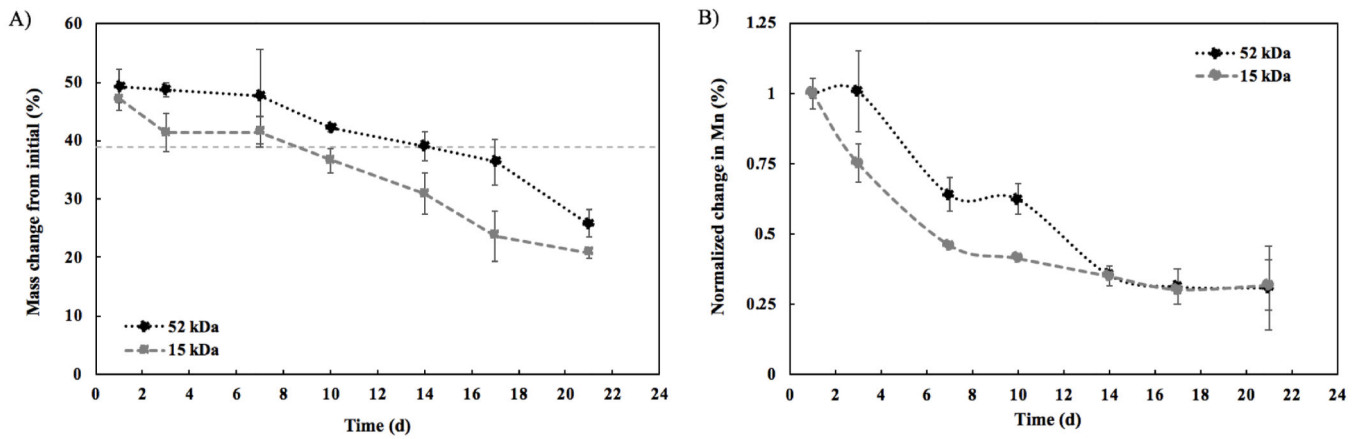 A)
Mass change from initial (%)
60
50
40
30
20
10
0
52 kDa
15 kDa
0 2 4 6 8 10 12 14 16 18 20 22 24
Time (d)
B)
Normalized change in Mn (%)
1.25
1
0.75
0.5
0.25
0
52 kDa
15 kDa
0 2 4 6 8 10 12 14 16 18 20 22 24
Time (d)